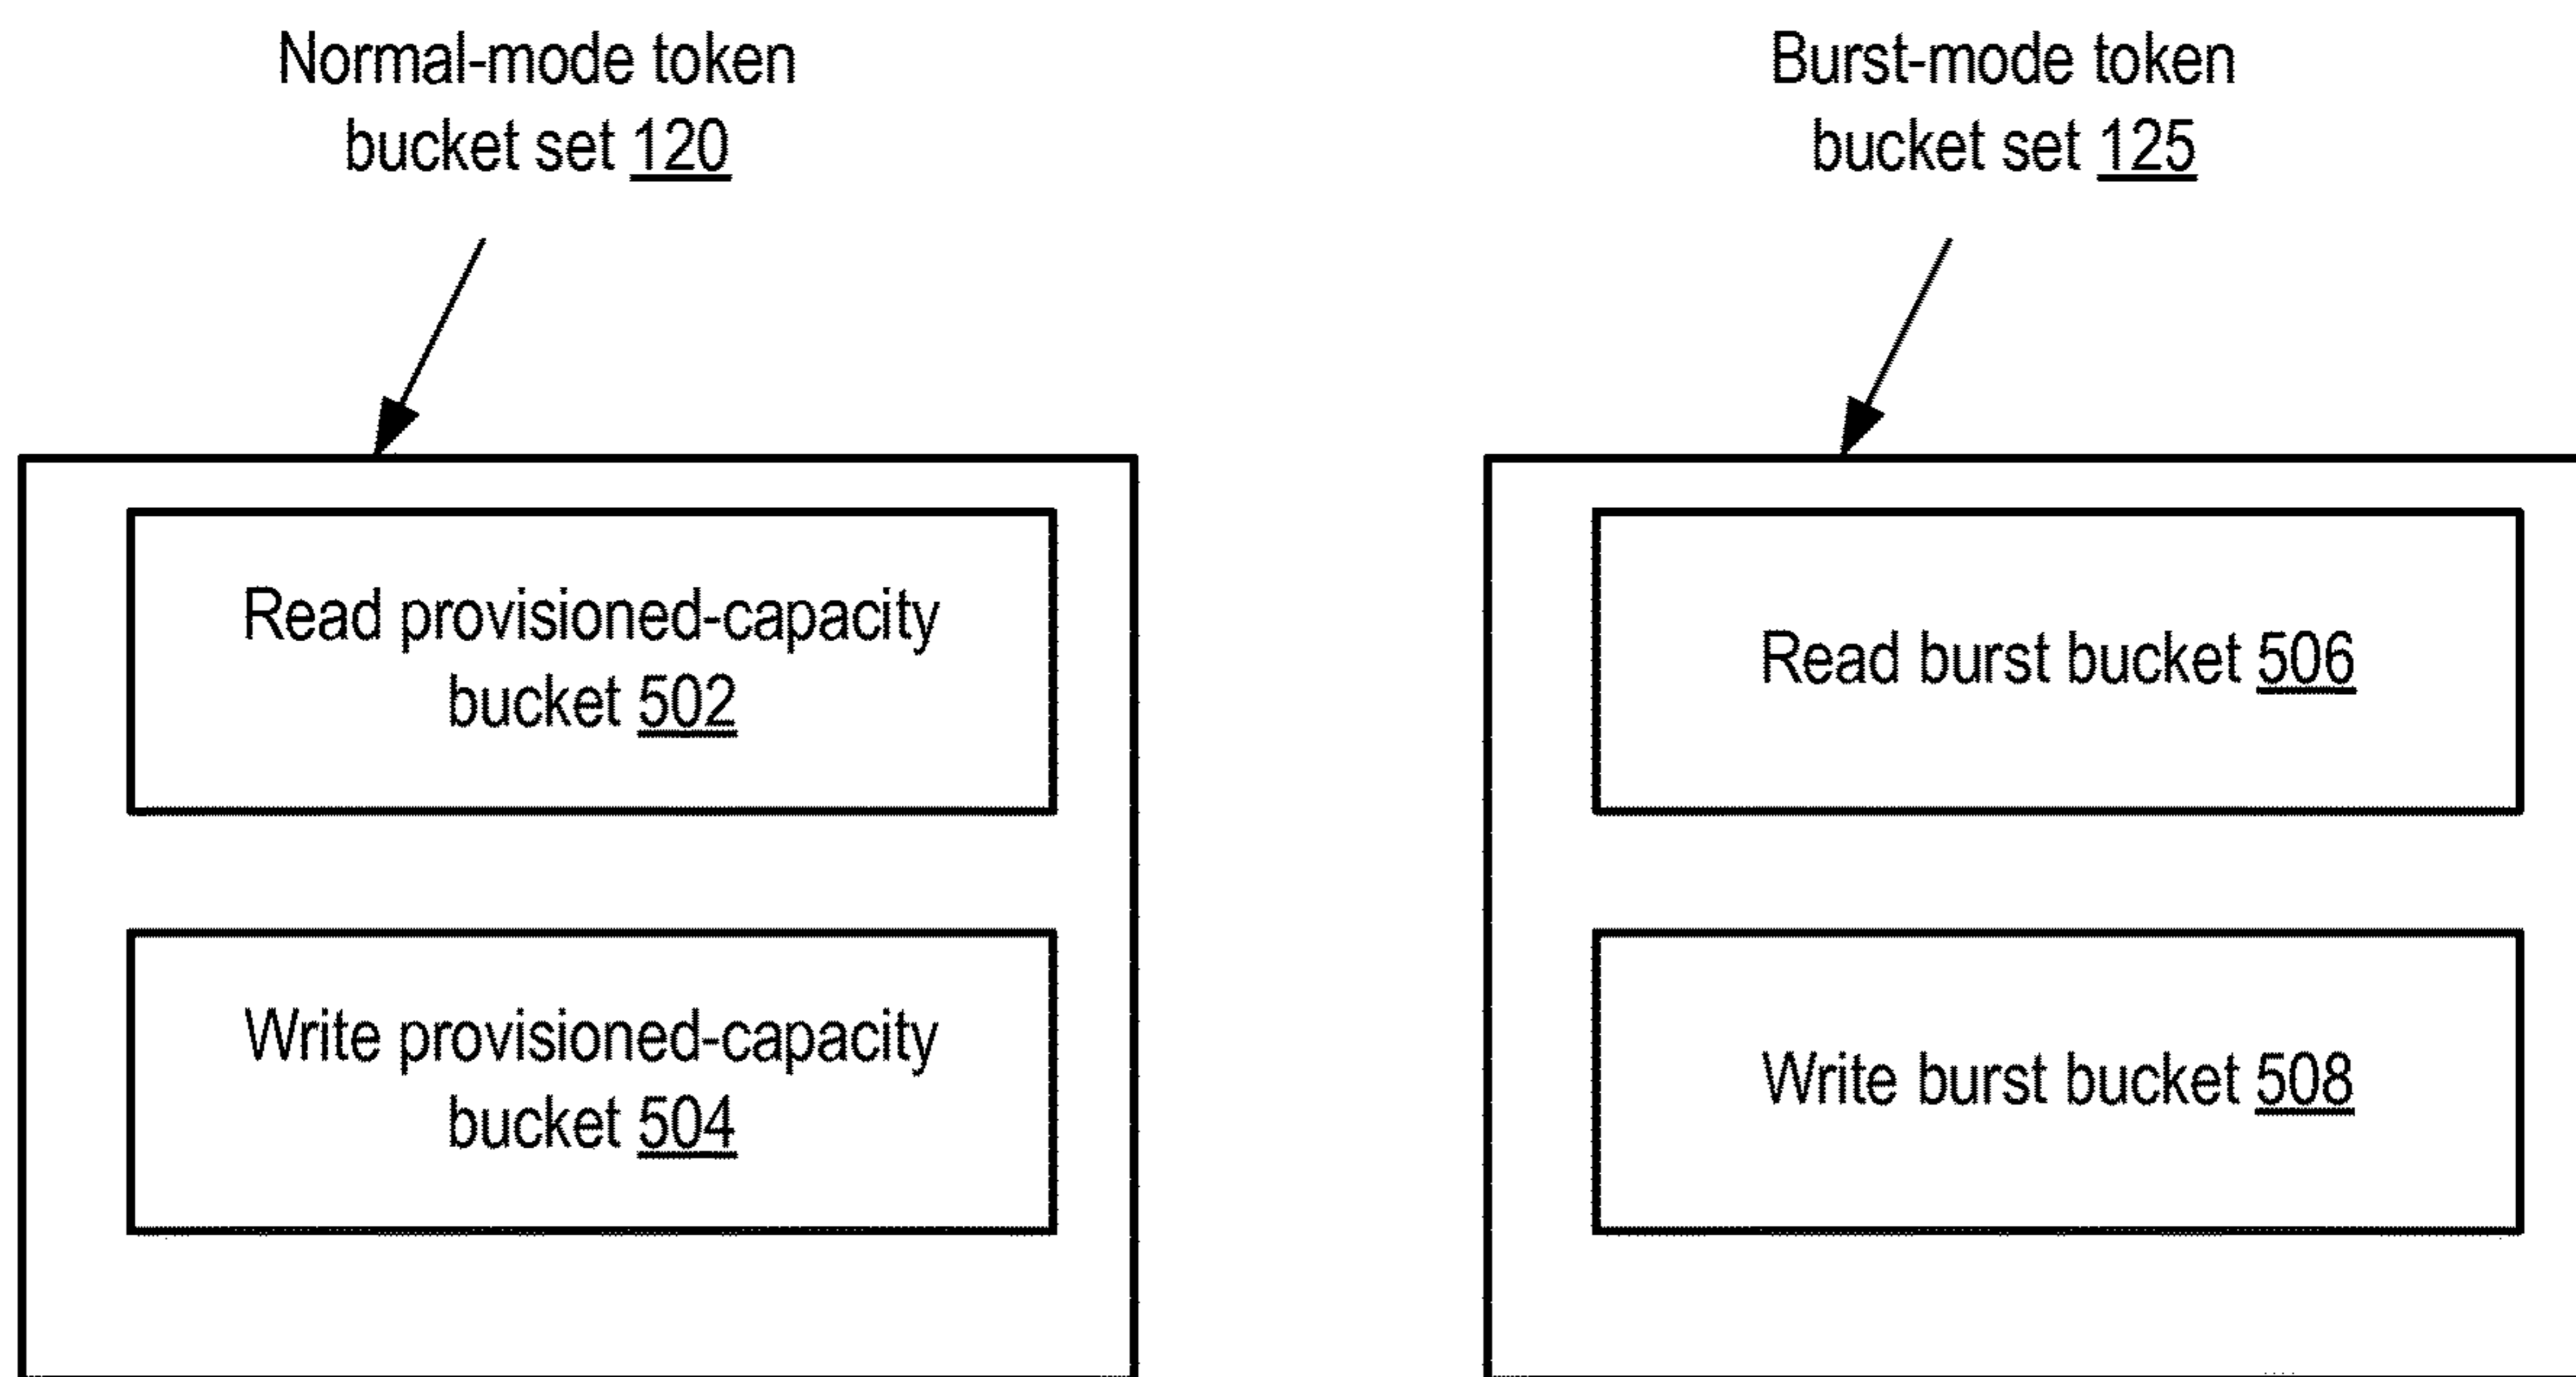 Normal-mode token
bucket set 120
Burst-mode token
bucket set 125
Read provisioned-capacity
bucket 502
Write provisioned-capacity
bucket 504
Read burst bucket 506
Write burst bucket 508